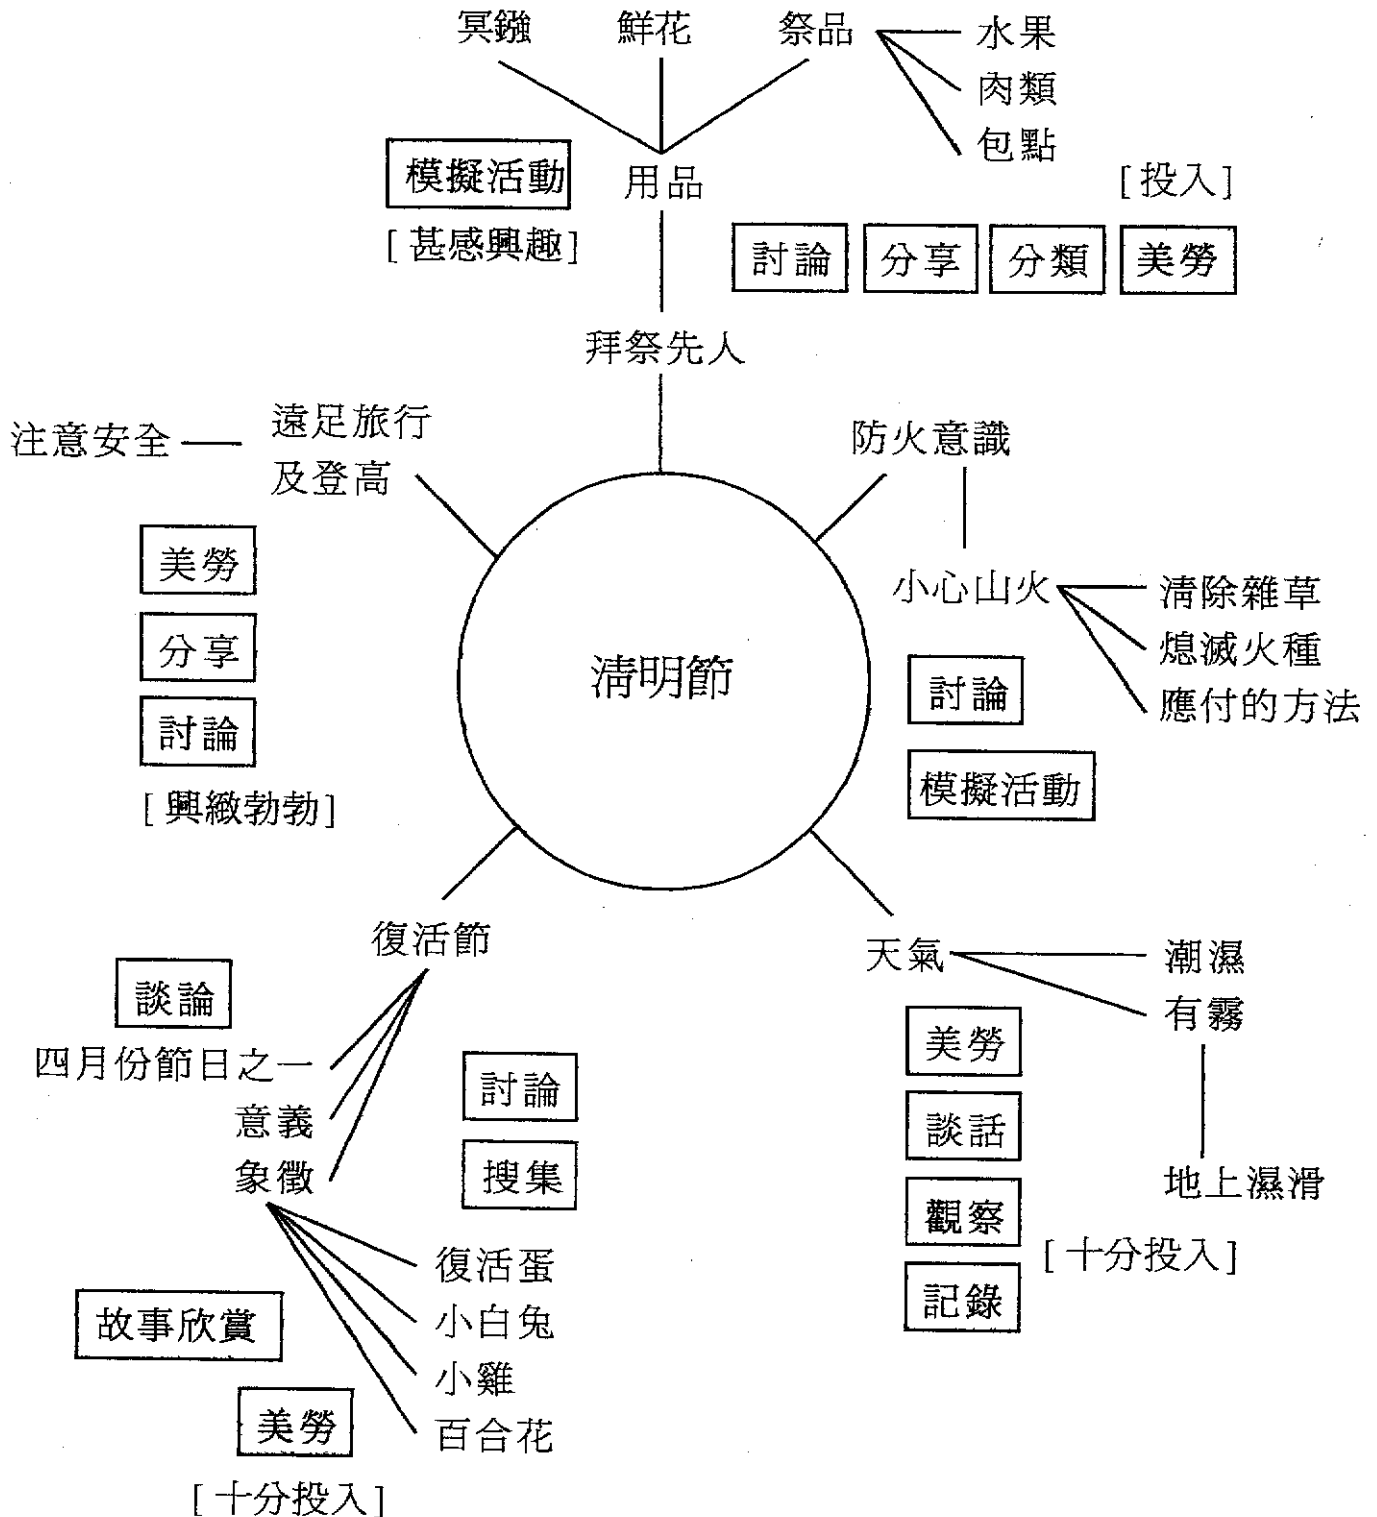 冥鏹 鮮花 祭品 水果
肉類
包點
模擬活動 用品 [投入]
[甚感興趣] 討論 分享 分類 美勞
拜祭先人
注意安全 遠足旅行
及登高
防火意識
美勞
小心山火 清除雜草
熄滅火種
應付的方法
分享
清明節
討論
討論
模擬活動
[興緻勃勃]
復活節
天氣 潮濕
有霧
談論
四月份節日之一
意義
象徵
討論
搜集
美勞
談話
觀察
記錄
地上濕滑
[十分投入]
復活蛋
小白兔
小雞
百合花
故事欣賞
美勞
[十分投入]